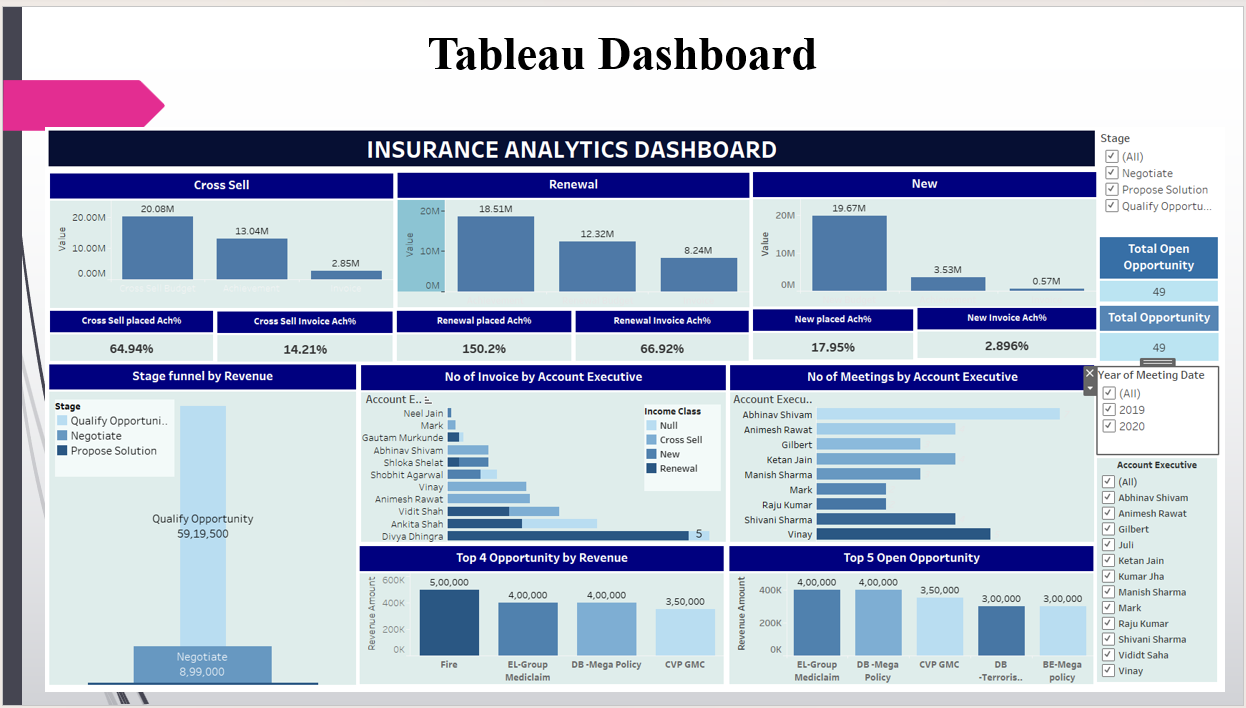 Tableau Dashboard
INSURANCE ANALYTICS DASHBOARD
Stage
(All)
Negotiate
Propose Solution
Qualify Opportu...
Cross Sell
Value
20.00M
10.00M
0.00M
20.08M
13.04M
2.85M
Renewal
Value
20M
10M
0M
18.51M
12.32M
8.24M
New
Value
20M
10M
0M
19.67M
3.53M
0.57M
Total Open
Opportunity
49
Total Opportunity
49
Cross Sell placed Ach%
64.94%
Cross Sell Invoice Ach%
14.21%
Renewal placed Ach%
150.2%
Renewal Invoice Ach%
66.92%
New placed Ach%
17.95%
New Invoice Ach%
2.896%
Stage funnel by Revenue
Stage
Qualify Opportuni..
Negotiate
Propose Solution
Qualify Opportunity
59,19,500
Negotiate
8,99,000
No of Invoice by Account Executive
Account E..
Neel Jain
Mark
Gautam Murkunde
Abhinav Shivam
Shloka Shelat
Shobhit Agarwal
Vinay
Animesh Rawat
Vidit Shah
Ankita Shah
Divya Dhingra
5
Income Class
Null
Cross Sell
New
Renewal
No of Meetings by Account Executive
Account Execu..
Abhinav Shivam
Animesh Rawat
Gilbert
Ketan Jain
Manish Sharma
Mark
Raju Kumar
Shivani Sharma
Vinay
Year of Meeting Date
(All)
2019
2020
Account Executive
(All)
Abhinav Shivam
Animesh Rawat
Gilbert
Juli
Ketan Jain
Kumar Jha
Manish Sharma
Mark
Raju Kumar
Shivani Sharma
Vididt Saha
Vinay
Top 4 Opportunity by Revenue
Revenue Amount
600K
400K
200K
0K
5,00,000
4,00,000
4,00,000
3,50,000
Fire
EL-Group
Mediclaim
DB -Mega Policy
CVP GMC
Top 5 Open Opportunity
Revenue Amount
400K
200K
0K
4,00,000
4,00,000
3,50,000
3,00,000
3,00,000
EL-Group
Mediclaim
DB -Mega
Policy
CVP GMC
DB
-Terroris..
BE-Mega
policy